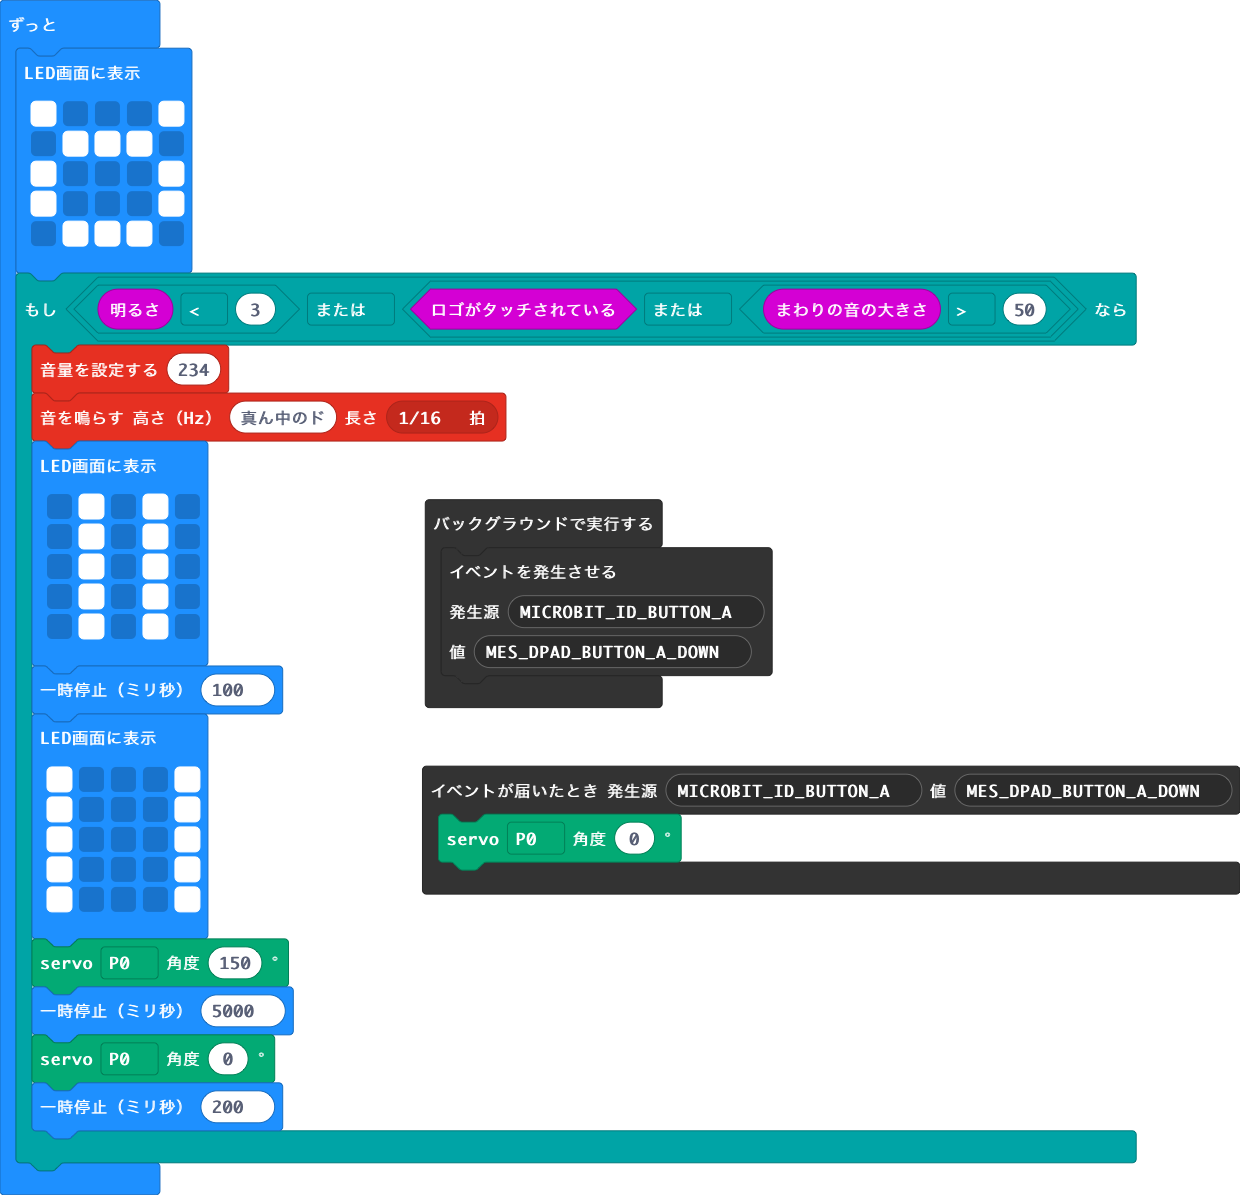 ずっと
LED画面に表示
もし 明るさ < 3 または ロゴがタッチされている または まわりの音の大きさ > 50 なら
音量を設定する 234
音を鳴らす 高さ（Hz） 真ん中のド 長さ 1/16 拍
LED画面に表示
一時停止（ミリ秒） 100
LED画面に表示
servo P0 角度 150 °
一時停止（ミリ秒） 5000
servo P0 角度 0 °
一時停止（ミリ秒） 200
バックグラウンドで実行する
イベントを発生させる
発生源 MICROBIT_ID_BUTTON_A
値 MES_DPAD_BUTTON_A_DOWN
イベントが届いたとき 発生源 MICROBIT_ID_BUTTON_A 値 MES_DPAD_BUTTON_A_DOWN
servo P0 角度 0 °